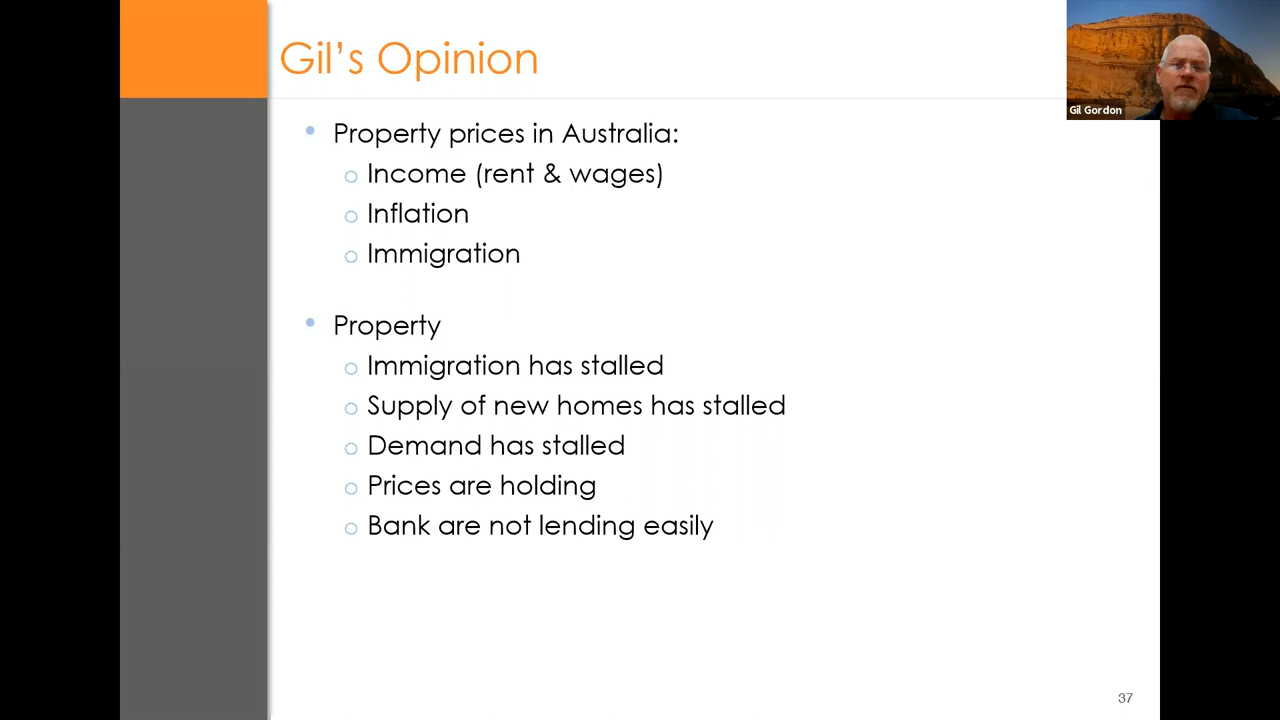 Gil's Opinion
Gil Gordon
• Property prices in Australia:
o Income (rent & wages)
o Inflation
o Immigration
• Property
o Immigration has stalled
o Supply of new homes has stalled
o Demand has stalled
o Prices are holding
o Bank are not lending easily
37